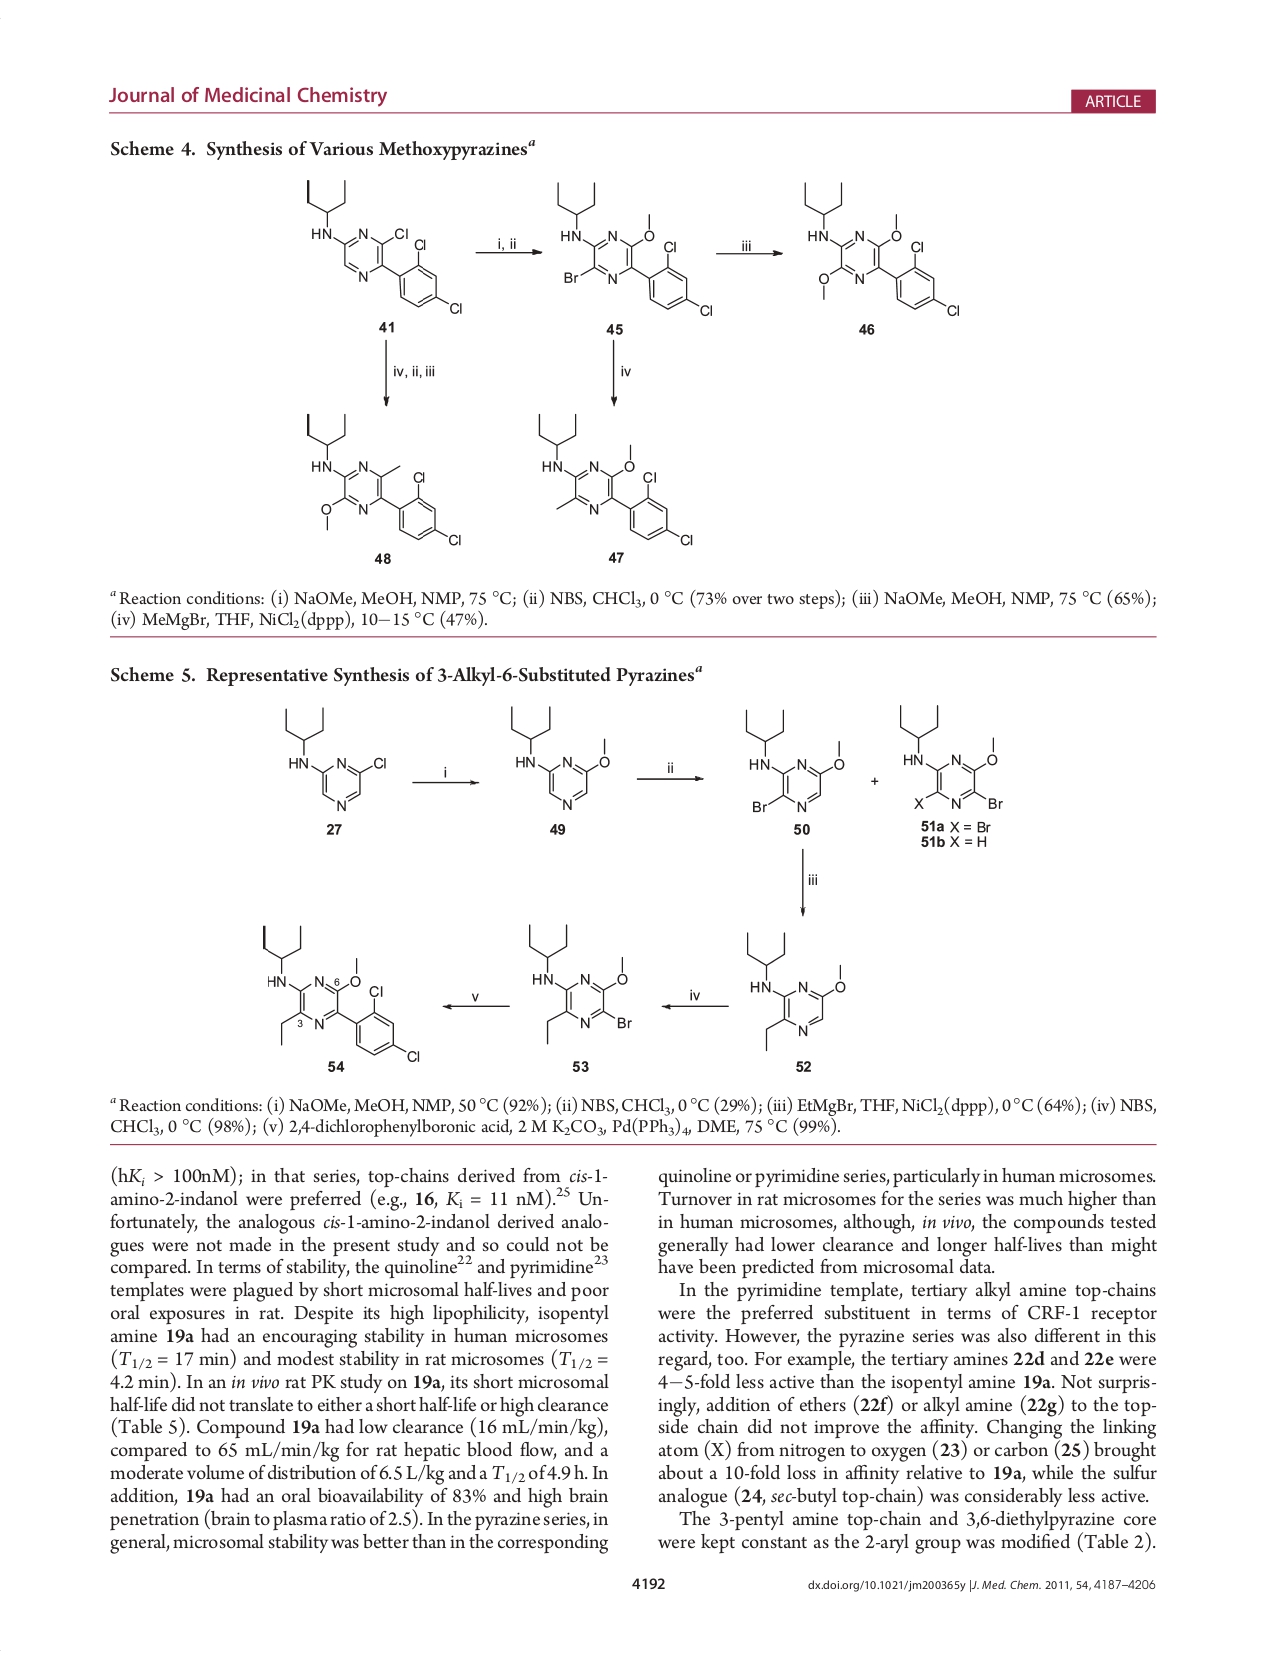 Journal of Medicinal Chemistry
ARTICLE
Scheme 4. Synthesis of Various Methoxypyrazinesᵃ
HN N Cl Cl N Cl
41
i, ii
HN N O Cl Br N Cl
45
iii
HN N O Cl O N Cl
46
iv, ii, iii
iv
HN N Cl O N Cl
48
HN N O Cl N Cl
47
ᵃ Reaction conditions: (i) NaOMe, MeOH, NMP, 75 °C; (ii) NBS, CHCl₃, 0 °C (73% over two steps); (iii) NaOMe, MeOH, NMP, 75 °C (65%);
(iv) MeMgBr, THF, NiCl₂(dppp), 10−15 °C (47%).
Scheme 5. Representative Synthesis of 3-Alkyl-6-Substituted Pyrazinesᵃ
HN N Cl N
27
i
HN N O N
49
ii
HN N O Br N
50
+
HN N O X N Br
51a X = Br
51b X = H
iii
HN N 6 O Cl 3 N Cl
54
v
HN N O N Br
53
iv
HN N O N
52
ᵃ Reaction conditions: (i) NaOMe, MeOH, NMP, 50 °C (92%); (ii) NBS, CHCl₃, 0 °C (29%); (iii) EtMgBr, THF, NiCl₂(dppp), 0 °C (64%); (iv) NBS,
CHCl₃, 0 °C (98%); (v) 2,4-dichlorophenylboronic acid, 2 M K₂CO₃, Pd(PPh₃)₄, DME, 75 °C (99%).
(hKᵢ > 100nM); in that series, top-chains derived from cis-1-
amino-2-indanol were preferred (e.g., 16, Kᵢ = 11 nM).²⁵ Un-
fortunately, the analogous cis-1-amino-2-indanol derived analo-
gues were not made in the present study and so could not be
compared. In terms of stability, the quinoline²² and pyrimidine²³
templates were plagued by short microsomal half-lives and poor
oral exposures in rat. Despite its high lipophilicity, isopentyl
amine 19a had an encouraging stability in human microsomes
(T₁/₂ = 17 min) and modest stability in rat microsomes (T₁/₂ =
4.2 min). In an in vivo rat PK study on 19a, its short microsomal
half-life did not translate to either a short half-life or high clearance
(Table 5). Compound 19a had low clearance (16 mL/min/kg),
compared to 65 mL/min/kg for rat hepatic blood flow, and a
moderate volume of distribution of 6.5 L/kg and a T₁/₂ of 4.9 h. In
addition, 19a had an oral bioavailability of 83% and high brain
penetration (brain to plasma ratio of 2.5). In the pyrazine series, in
general, microsomal stability was better than in the corresponding
quinoline or pyrimidine series, particularly in human microsomes.
Turnover in rat microsomes for the series was much higher than
in human microsomes, although, in vivo, the compounds tested
generally had lower clearance and longer half-lives than might
have been predicted from microsomal data.
In the pyrimidine template, tertiary alkyl amine top-chains
were the preferred substituent in terms of CRF-1 receptor
activity. However, the pyrazine series was also different in this
regard, too. For example, the tertiary amines 22d and 22e were
4−5-fold less active than the isopentyl amine 19a. Not surpris-
ingly, addition of ethers (22f) or alkyl amine (22g) to the top-
side chain did not improve the affinity. Changing the linking
atom (X) from nitrogen to oxygen (23) or carbon (25) brought
about a 10-fold loss in affinity relative to 19a, while the sulfur
analogue (24, sec-butyl top-chain) was considerably less active.
The 3-pentyl amine top-chain and 3,6-diethylpyrazine core
were kept constant as the 2-aryl group was modified (Table 2).
4192
dx.doi.org/10.1021/jm200365y |J. Med. Chem. 2011, 54, 4187–4206